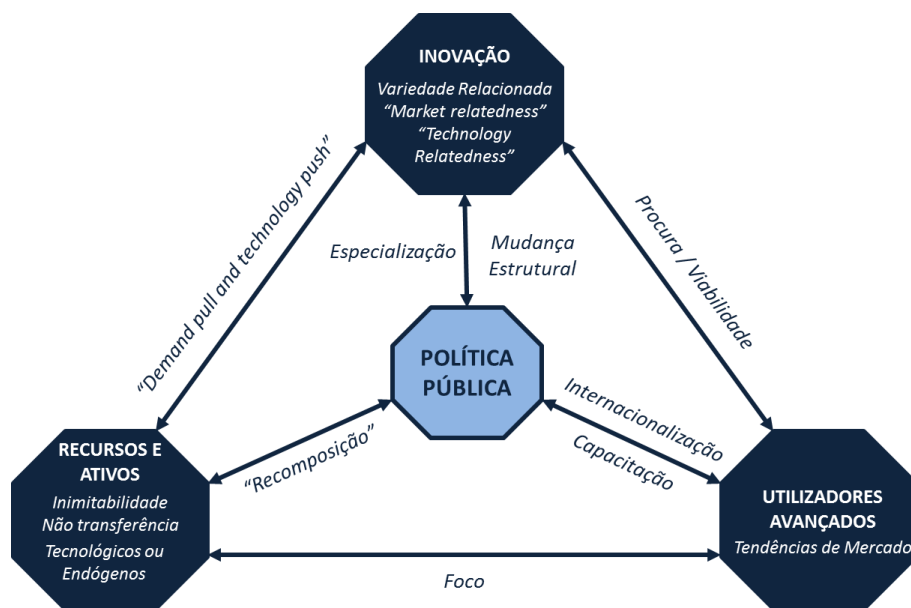 INOVAÇÃO
Variedade Relacionada
“Market relatedness”
“Technology
Relatedness”
“Demand pull and technology push”
Procura / Viabilidade
Especialização
Mudança
Estrutural
POLÍTICA
PÚBLICA
“Recomposição”
Internacionalização
Capacitação
RECURSOS E
ATIVOS
Inimitabilidade
Não transferência
Tecnológicos ou
Endógenos
UTILIZADORES
AVANÇADOS
Tendências de Mercado
Foco